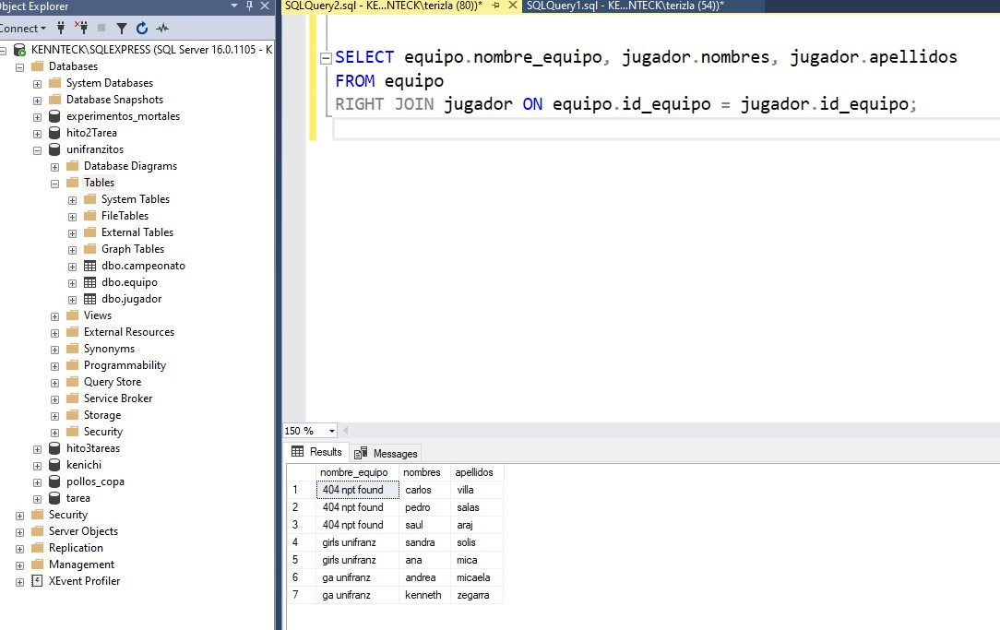 Object Explorer
Connect
KENNTECK\SQLEXPRESS (SQL Server 16.0.1105 - K
Databases
System Databases
Database Snapshots
experimentos_mortales
hito2Tarea
unifranzitos
Database Diagrams
Tables
System Tables
FileTables
External Tables
Graph Tables
dbo.campeonato
dbo.equipo
dbo.jugador
Views
External Resources
Synonyms
Programmability
Query Store
Service Broker
Storage
Security
hito3tareas
kenichi
pollos_copa
tarea
Security
Server Objects
Replication
Management
XEvent Profiler
SQLQuery2.sql - KE...NTECK\terizla (80))* SQLQuery1.sql - KE...NTECK\terizla (54))*
SELECT equipo.nombre_equipo, jugador.nombres, jugador.apellidos
FROM equipo
RIGHT JOIN jugador ON equipo.id_equipo = jugador.id_equipo;
150 %
Results Messages
nombre_equipo nombres apellidos
1 404 npt found carlos villa
2 404 npt found pedro salas
3 404 npt found saul araj
4 girls unifranz sandra solis
5 girls unifranz ana mica
6 ga unifranz andrea micaela
7 ga unifranz kenneth zegarra